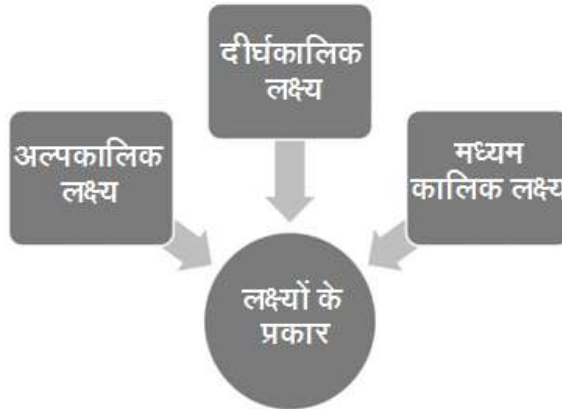 दीर्घकालिक
लक्ष्य
अल्पकालिक
लक्ष्य
मध्यम
कालिक लक्ष्य
लक्ष्यों के
प्रकार